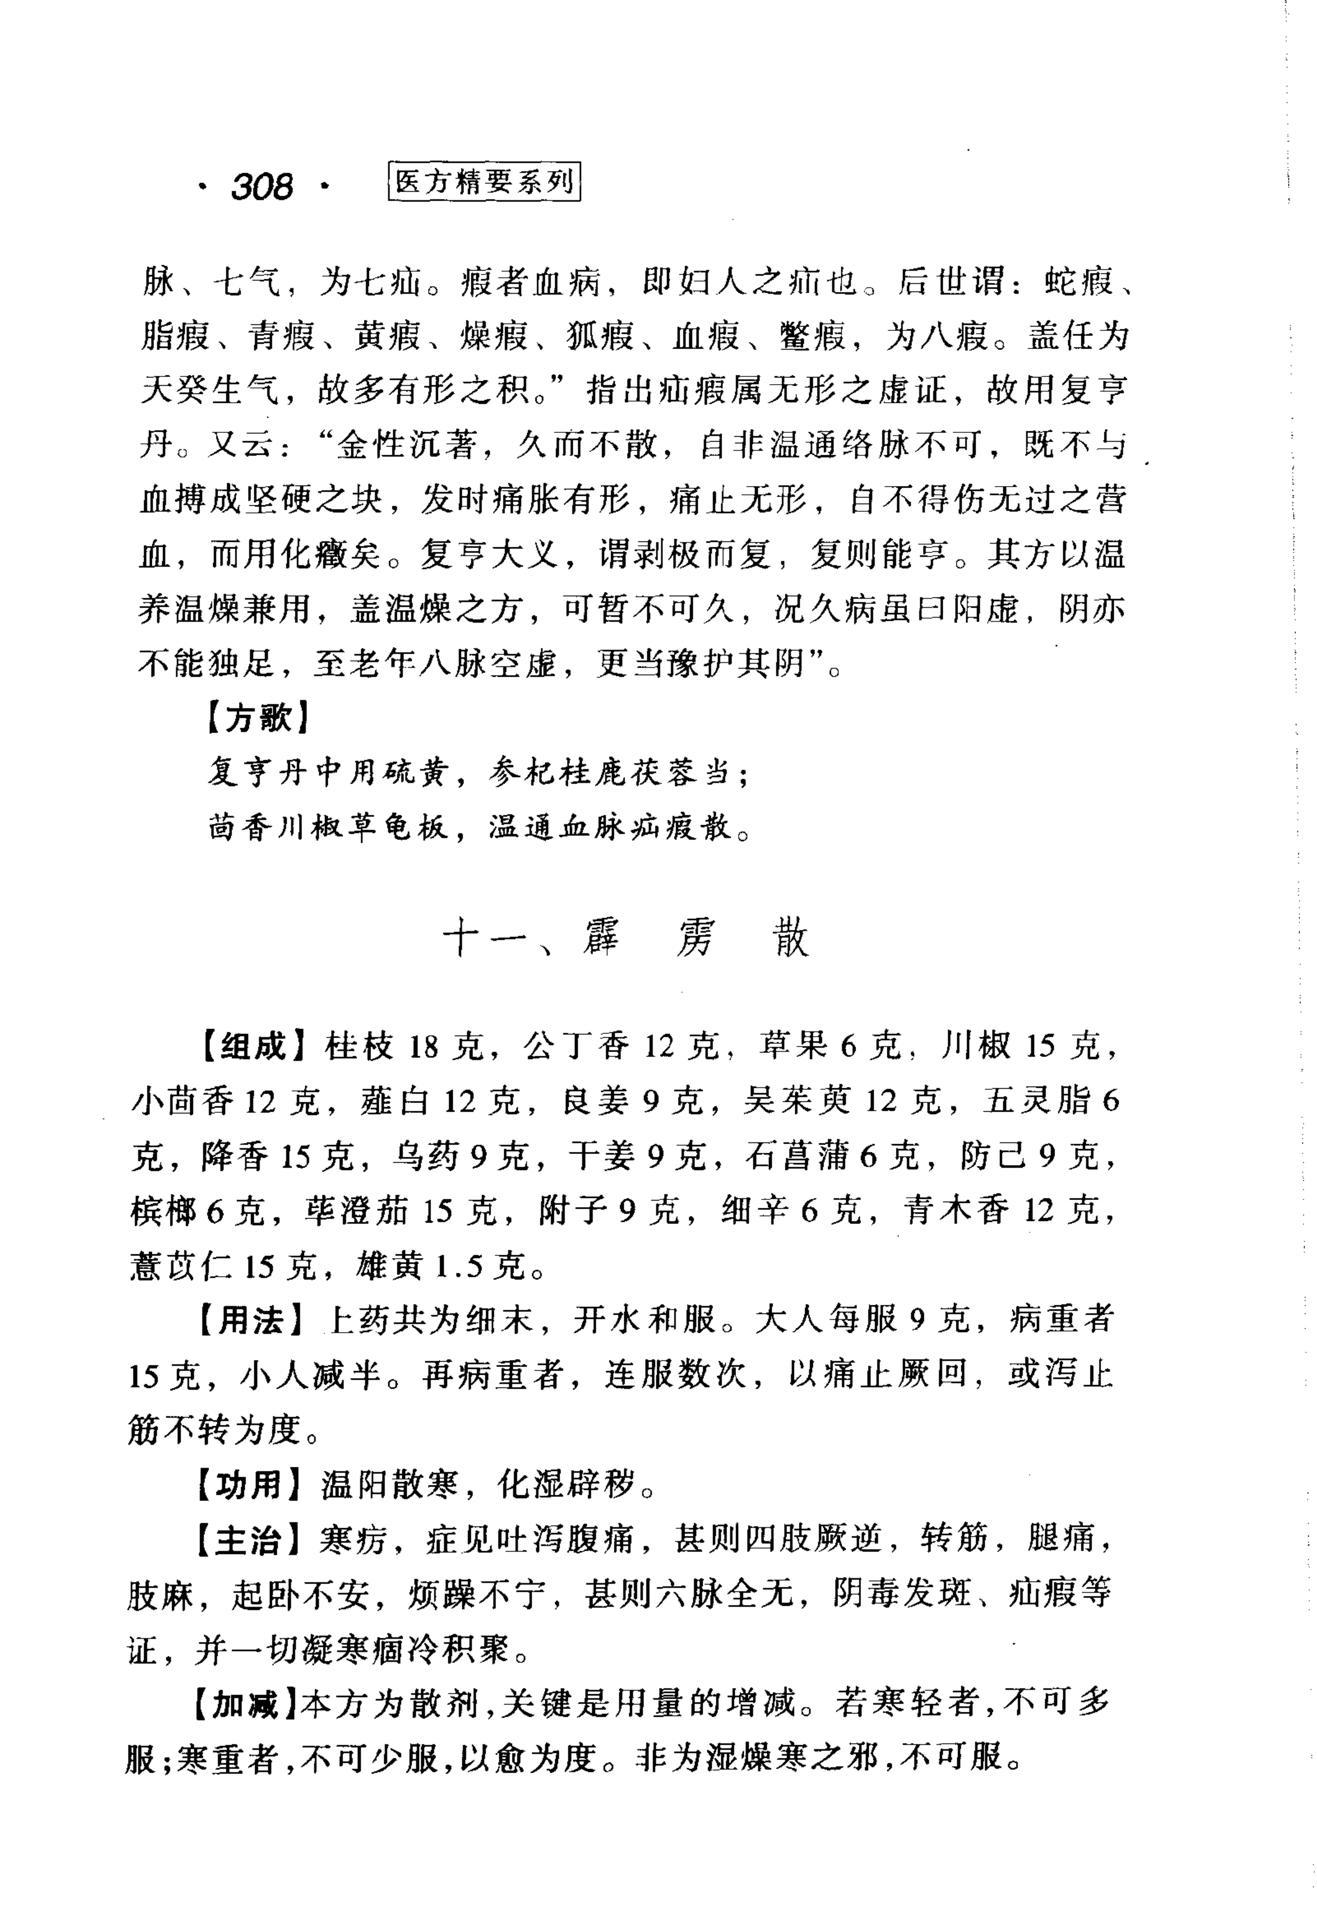 · 308 · 医方精要系列
脉、七气，为七疝。瘕者血病，即妇人之疝也。后世谓：蛇瘕、
脂瘕、青瘕、黄瘕、燥瘕、狐瘕、血瘕、鳖瘕，为八瘕。盖任为
天癸生气，故多有形之积。”指出疝瘕属无形之虚证，故用复亨
丹。又云：“金性沉著，久而不散，自非温通络脉不可，既不与
血搏成坚硬之块，发时痛胀有形，痛止无形，自不得伤无过之营
血，而用化癥矣。复亨大义，谓剥极而复，复则能亨。其方以温
养温燥兼用，盖温燥之方，可暂不可久，况久病虽曰阳虚，阴亦
不能独足，至老年八脉空虚，更当豫护其阴”。
【方歌】
复亨丹中用硫黄，参杞桂鹿茯蓉当；
茴香川椒草龟板，温通血脉疝瘕散。
十一、霹雳散
【组成】桂枝 18 克，公丁香 12 克，草果 6 克，川椒 15 克，
小茴香 12 克，薤白 12 克，良姜 9 克，吴茱萸 12 克，五灵脂 6
克，降香 15 克，乌药 9 克，干姜 9 克，石菖蒲 6 克，防己 9 克，
槟榔 6 克，荜澄茄 15 克，附子 9 克，细辛 6 克，青木香 12 克，
薏苡仁 15 克，雄黄 1.5 克。
【用法】上药共为细末，开水和服。大人每服 9 克，病重者
15 克，小人减半。再病重者，连服数次，以痛止厥回，或泻止
筋不转为度。
【功用】温阳散寒，化湿辟秽。
【主治】寒疠，症见吐泻腹痛，甚则四肢厥逆，转筋，腿痛，
肢麻，起卧不安，烦躁不宁，甚则六脉全无，阴毒发斑、疝瘕等
证，并一切凝寒痼冷积聚。
【加减】本方为散剂，关键是用量的增减。若寒轻者，不可多
服；寒重者，不可少服，以愈为度。非为湿燥寒之邪，不可服。